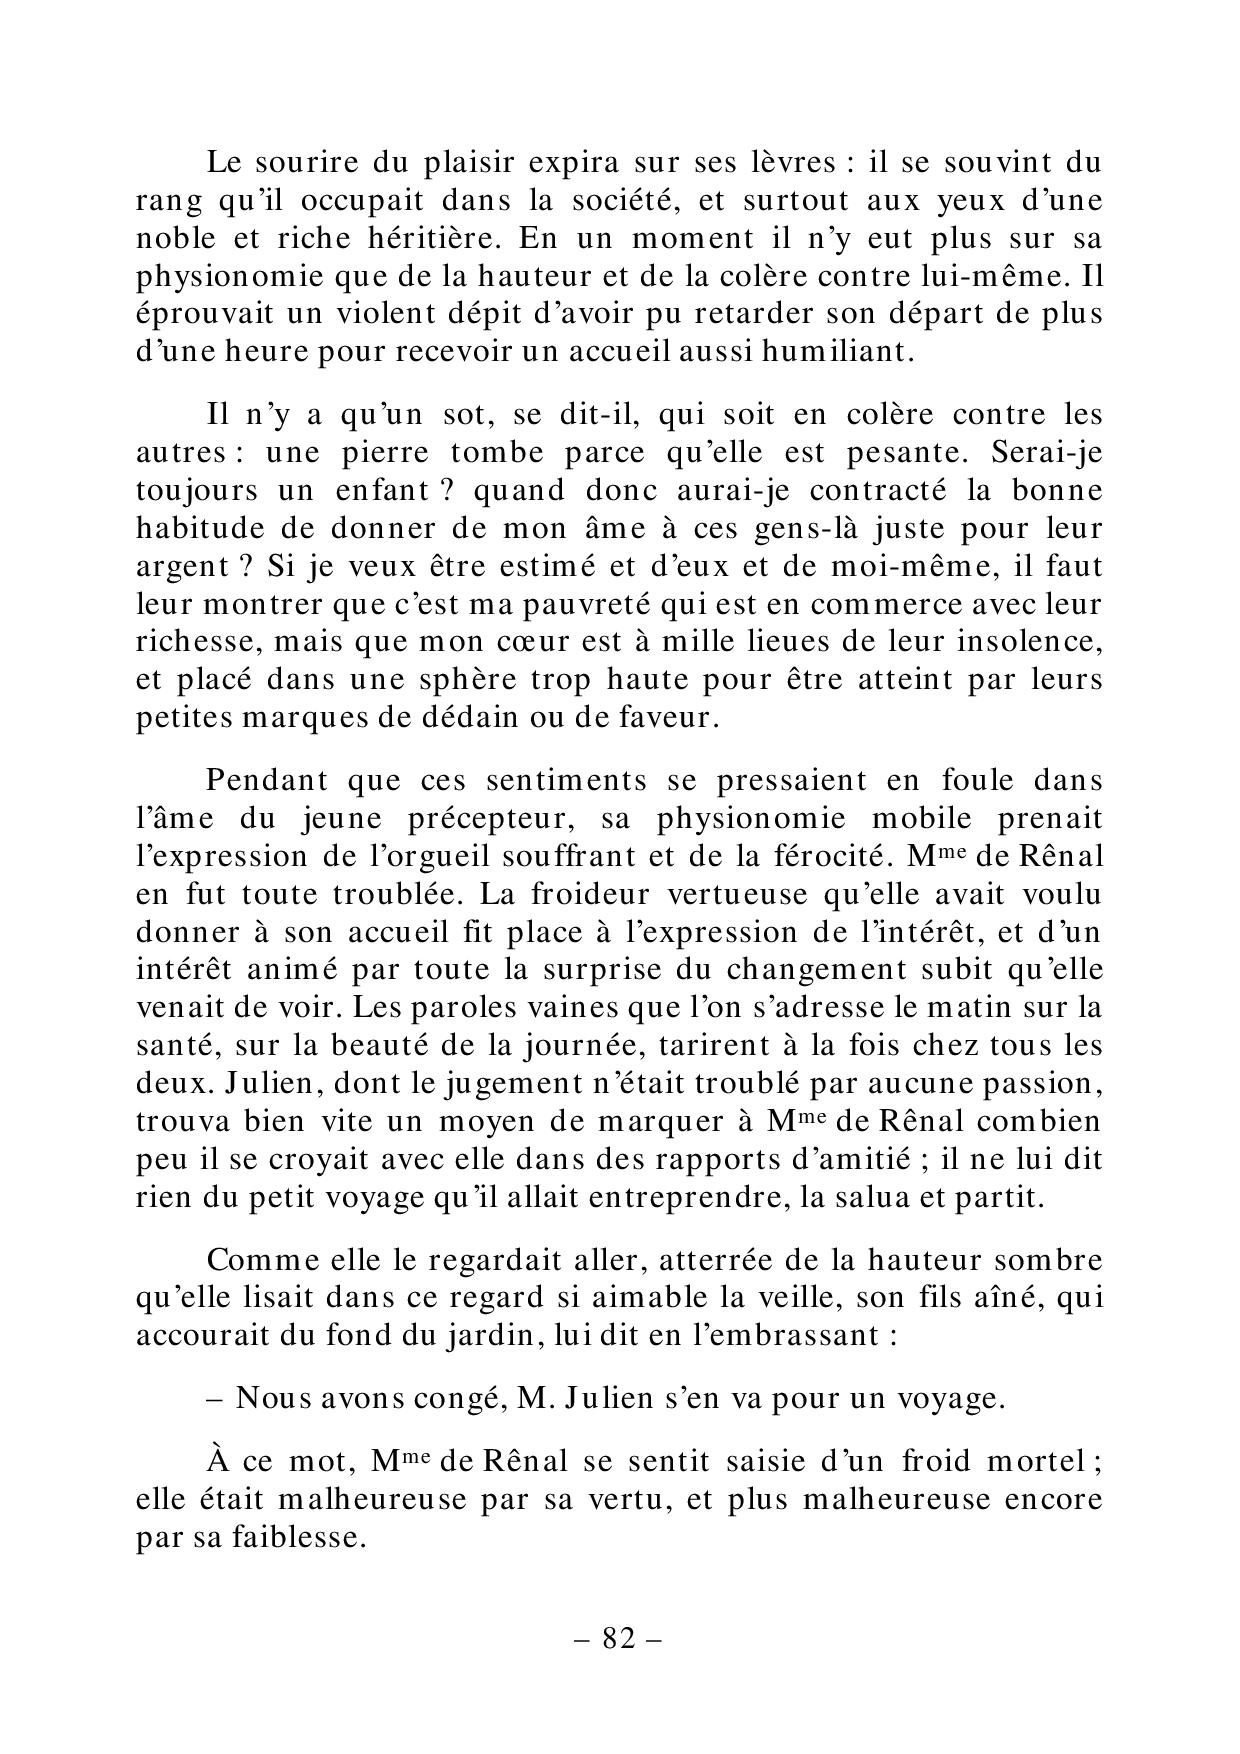 Le sourire du plaisir expira sur ses lèvres : il se souvint du
rang qu’il occupait dans la société, et surtout aux yeux d’une
noble et riche héritière. En un moment il n’y eut plus sur sa
physionomie que de la hauteur et de la colère contre lui-même. Il
éprouvait un violent dépit d’avoir pu retarder son départ de plus
d’une heure pour recevoir un accueil aussi humiliant.
Il n’y a qu’un sot, se dit-il, qui soit en colère contre les
autres : une pierre tombe parce qu’elle est pesante. Serai-je
toujours un enfant ? quand donc aurai-je contracté la bonne
habitude de donner de mon âme à ces gens-là juste pour leur
argent ? Si je veux être estimé et d’eux et de moi-même, il faut
leur montrer que c’est ma pauvreté qui est en commerce avec leur
richesse, mais que mon cœur est à mille lieues de leur insolence,
et placé dans une sphère trop haute pour être atteint par leurs
petites marques de dédain ou de faveur.
Pendant que ces sentiments se pressaient en foule dans
l’âme du jeune précepteur, sa physionomie mobile prenait
l’expression de l’orgueil souffrant et de la férocité. Mme de Rênal
en fut toute troublée. La froideur vertueuse qu’elle avait voulu
donner à son accueil fit place à l’expression de l’intérêt, et d’un
intérêt animé par toute la surprise du changement subit qu’elle
venait de voir. Les paroles vaines que l’on s’adresse le matin sur la
santé, sur la beauté de la journée, tarirent à la fois chez tous les
deux. Julien, dont le jugement n’était troublé par aucune passion,
trouva bien vite un moyen de marquer à Mme de Rênal combien
peu il se croyait avec elle dans des rapports d’amitié ; il ne lui dit
rien du petit voyage qu’il allait entreprendre, la salua et partit.
Comme elle le regardait aller, atterrée de la hauteur sombre
qu’elle lisait dans ce regard si aimable la veille, son fils aîné, qui
accourait du fond du jardin, lui dit en l’embrassant :
– Nous avons congé, M. Julien s’en va pour un voyage.
À ce mot, Mme de Rênal se sentit saisie d’un froid mortel ;
elle était malheureuse par sa vertu, et plus malheureuse encore
par sa faiblesse.
– 82 –